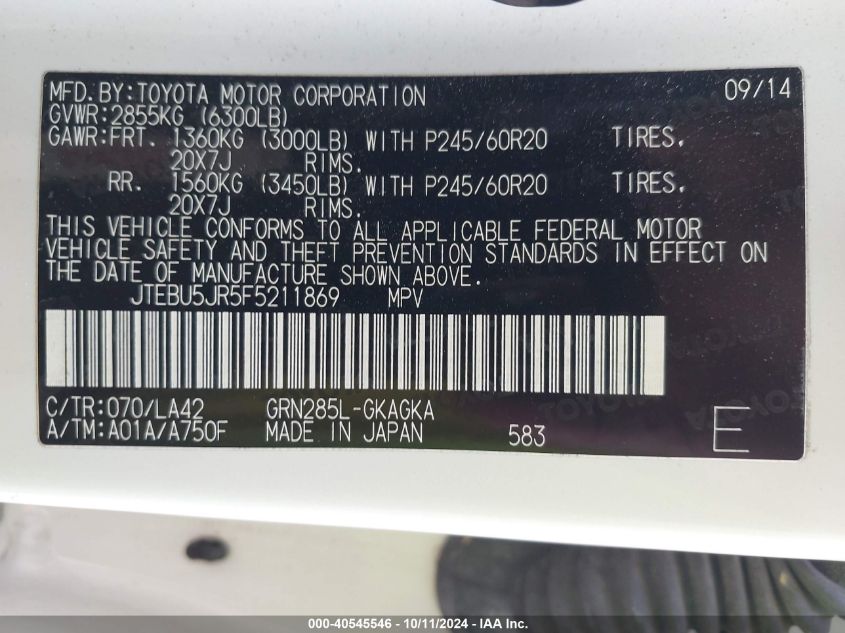 MFD.BY:TOYOTA MOTOR CORPORATION 09/14
GVWR:2855KG (6300LB)
GAWR:FRT. 1360KG (3000LB) WITH P245/60R20 TIRES.
20X7J RIMS.
RR. 1560KG (3450LB) WITH P245/60R20 TIRES.
20X7J RIMS.
THIS VEHICLE CONFORMS TO ALL APPLICABLE FEDERAL MOTOR
VEHICLE SAFETY AND THEFT PREVENTION STANDARDS IN EFFECT ON
THE DATE OF MANUFACTURE SHOWN ABOVE.
JTEBU5JR5F5211869 MPV
C/TR:070/LA42 GRN285L-GKAGKA
A/TM:A01A/A750F MADE IN JAPAN 583 E
000-40545546 - 10/11/2024 - IAA Inc.